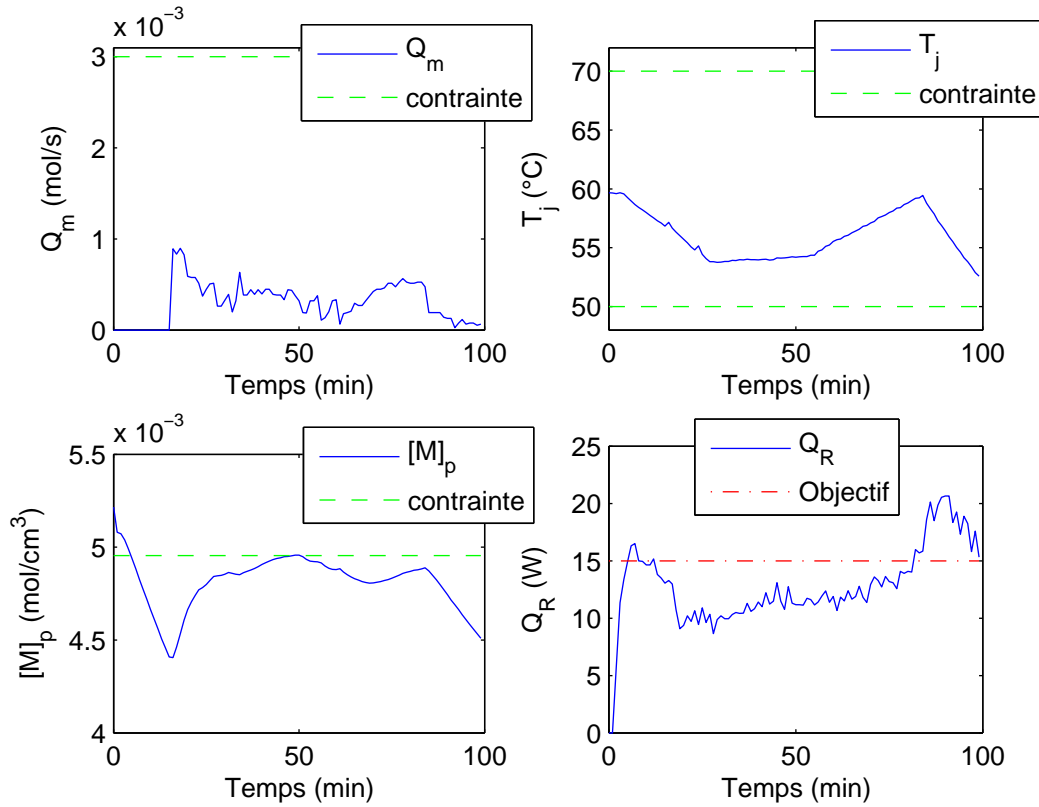 x 10⁻³
Q_m
contrainte
3
2
1
0
Q_m (mol/s)
0
50
100
Temps (min)
T_j
contrainte
70
65
60
55
50
T_j (°C)
0
50
100
Temps (min)
x 10⁻³
[M]_p
contrainte
5.5
5
4.5
4
[M]_p (mol/cm³)
0
50
100
Temps (min)
Q_R
Objectif
25
20
15
10
5
0
Q_R (W)
0
50
100
Temps (min)